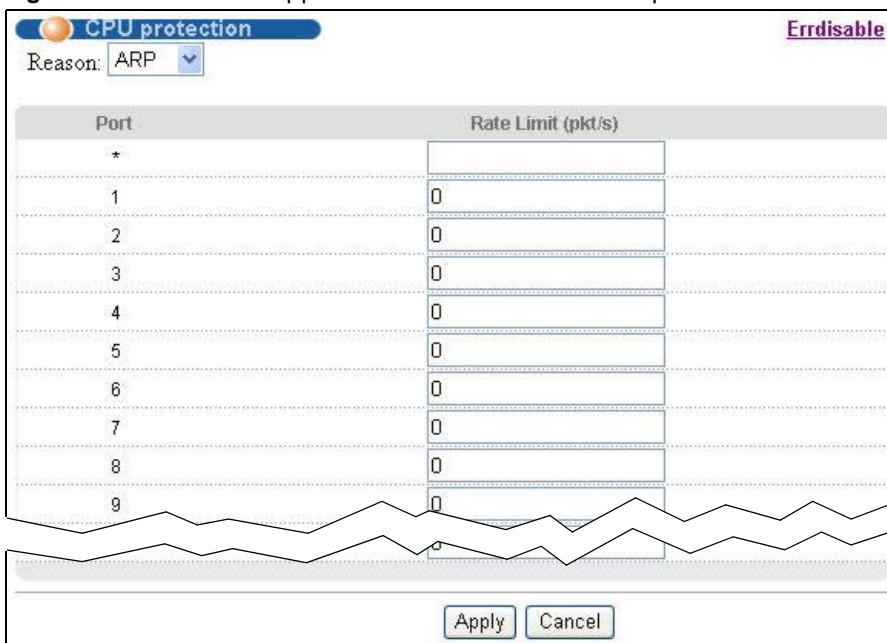 CPU protection
Errdisable
Reason: ARP
Port Rate Limit (pkt/s)
*
1 0
2 0
3 0
4 0
5 0
6 0
7 0
8 0
9 0
Apply Cancel